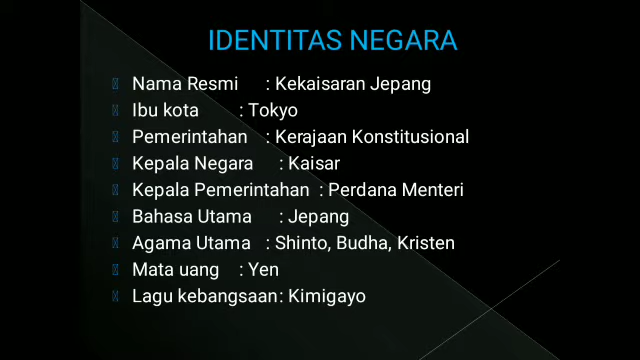 IDENTITAS NEGARA
Nama Resmi : Kekaisaran Jepang
Ibu kota : Tokyo
Pemerintahan : Kerajaan Konstitusional
Kepala Negara : Kaisar
Kepala Pemerintahan : Perdana Menteri
Bahasa Utama : Jepang
Agama Utama : Shinto, Budha, Kristen
Mata uang : Yen
Lagu kebangsaan : Kimigayo